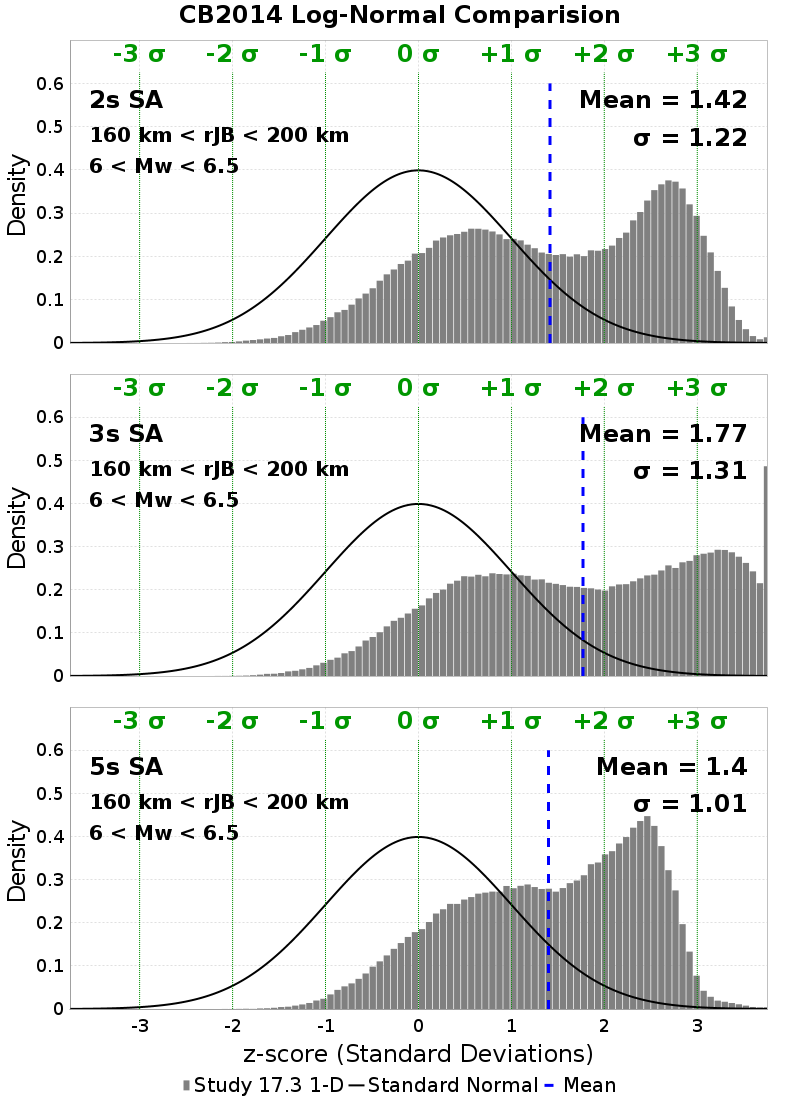 CB2014 Log-Normal Comparision
-3 σ -2 σ -1 σ 0 σ +1 σ +2 σ +3 σ
2s SA Mean = 1.42
160 km < rJB < 200 km σ = 1.22
6 < Mw < 6.5
0.6
0.5
0.4
0.3
0.2
0.1
0
Density
-3 σ -2 σ -1 σ 0 σ +1 σ +2 σ +3 σ
3s SA Mean = 1.77
160 km < rJB < 200 km σ = 1.31
6 < Mw < 6.5
0.6
0.5
0.4
0.3
0.2
0.1
0
Density
-3 σ -2 σ -1 σ 0 σ +1 σ +2 σ +3 σ
5s SA Mean = 1.4
160 km < rJB < 200 km σ = 1.01
6 < Mw < 6.5
0.6
0.5
0.4
0.3
0.2
0.1
0
Density
-3 -2 -1 0 1 2 3
z-score (Standard Deviations)
Study 17.3 1-D Standard Normal Mean